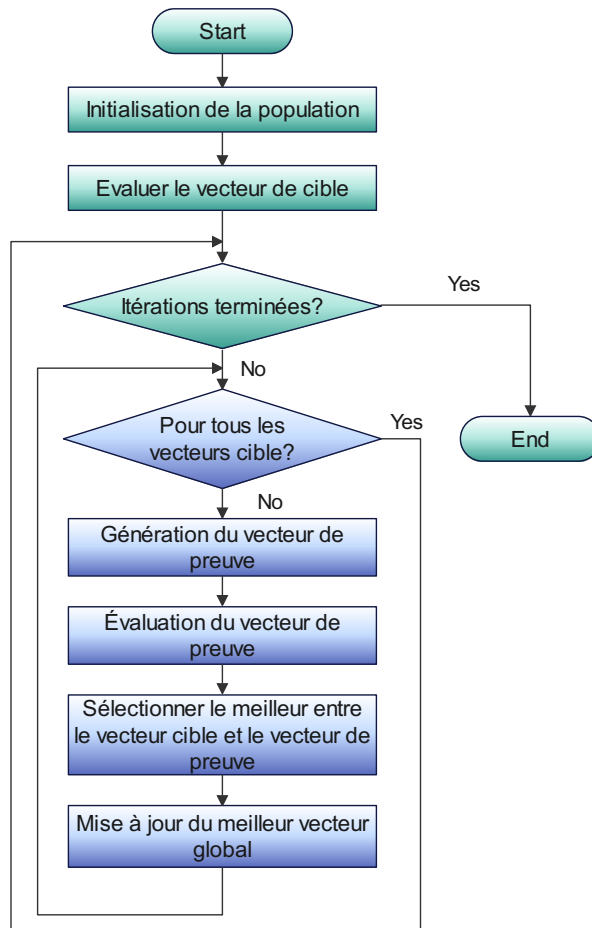 Start
Initialisation de la population
Evaluer le vecteur de cible
Itérations terminées?
Yes
No
Pour tous les
vecteurs cible?
Yes
End
No
Génération du vecteur de
preuve
Évaluation du vecteur de
preuve
Sélectionner le meilleur entre
le vecteur cible et le vecteur de
preuve
Mise à jour du meilleur vecteur
global